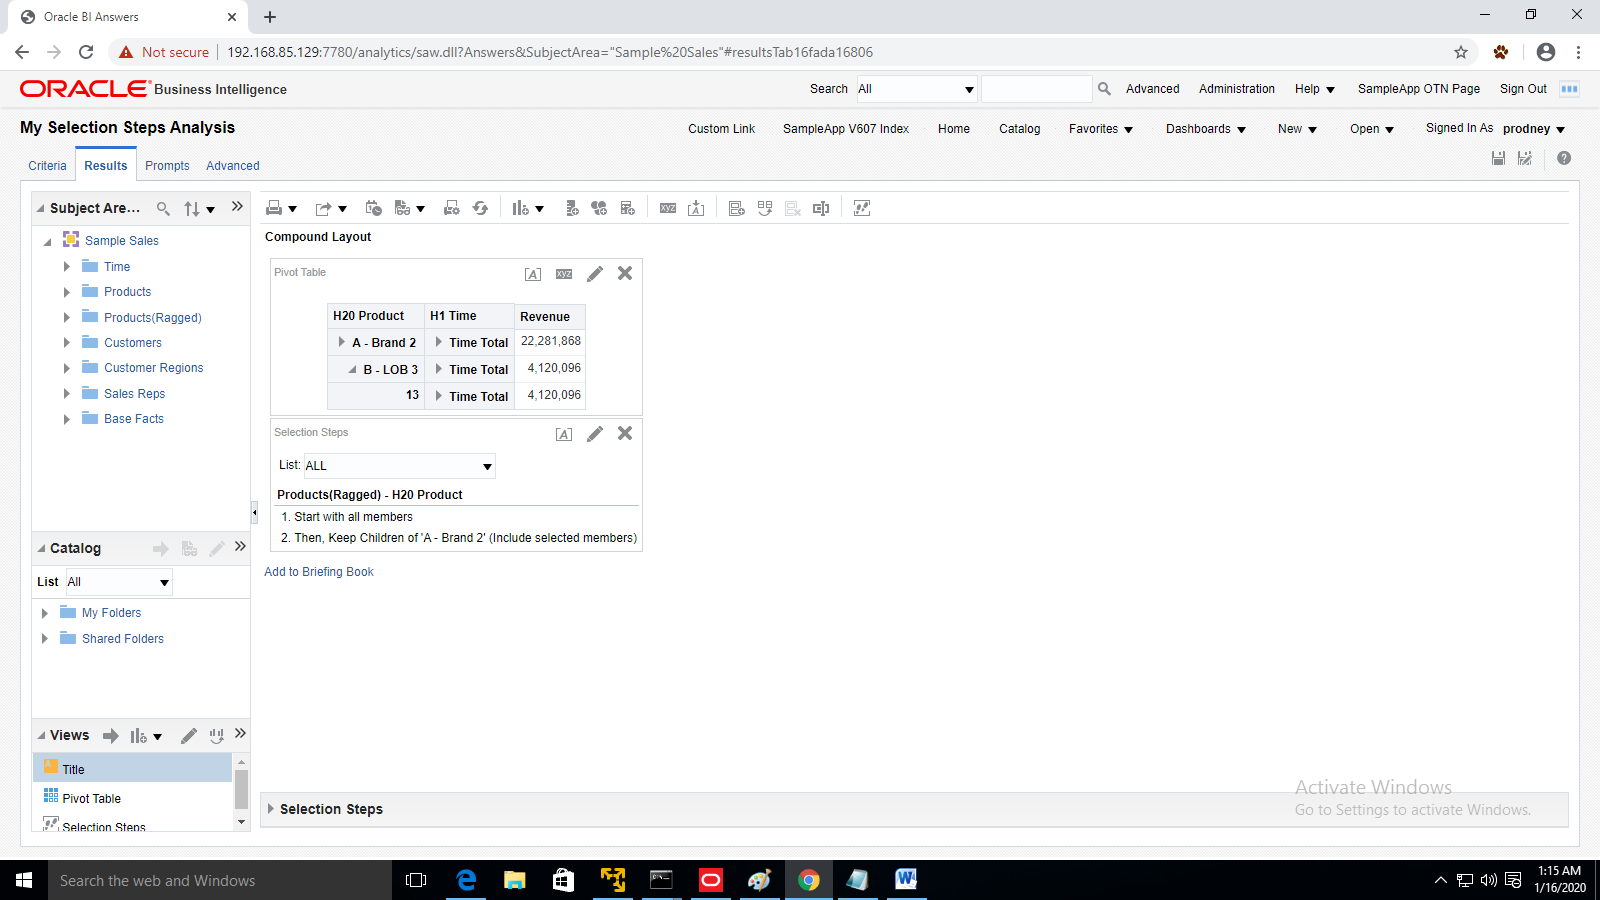 Oracle BI Answers
Not secure 192.168.85.129:7780/analytics/saw.dll?Answers&SubjectArea="Sample%20Sales"#resultsTab16fada16806
ORACLE Business Intelligence
Search All Advanced Administration Help SampleApp OTN Page Sign Out
My Selection Steps Analysis
Custom Link SampleApp V607 Index Home Catalog Favorites Dashboards New Open Signed In As prodney
Criteria Results Prompts Advanced
Subject Are...
Sample Sales
Time
Products
Products(Ragged)
Customers
Customer Regions
Sales Reps
Base Facts
Catalog
List All
My Folders
Shared Folders
Views
Title
Pivot Table
Selection Steps
xyz
Compound Layout
Pivot Table
A xyz
H20 Product H1 Time Revenue
A - Brand 2 Time Total 22,281,868
B - LOB 3 Time Total 4,120,096
13 Time Total 4,120,096
Selection Steps
A
List: ALL
Products(Ragged) - H20 Product
1. Start with all members
2. Then, Keep Children of 'A - Brand 2' (Include selected members)
Add to Briefing Book
Selection Steps
Activate Windows
Go to Settings to activate Windows.
Search the web and Windows
1:15 AM
1/16/2020